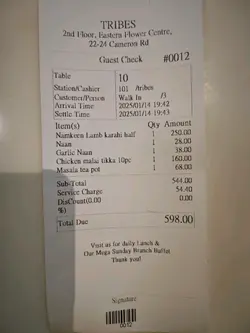 TRIBES
2nd Floor, Eastern Flower Centre,
22-24 Cameron Rd
Guest Check #0012
Table 10
Station/Cashier 101 /tribes
Customer/Person Walk In /3
Arrival Time 2025/01/14 19:42
Settle Time 2025/01/14 19:43
Item(s) Qty Amount
Namkeen Lamb karahi half 1 250.00
Naan 1 28.00
Garlic Naan 1 38.00
Chicken malai tikka 10pc 1 160.00
Masala tea pot 1 68.00
Sub-Total 544.00
Service Charge 54.40
DisCount(0.00 0.00
%)
Total Due 598.00
Visit us for daily Lunch &
Our Mega Sunday Branch Buffet
Thank you!
Signature
0012